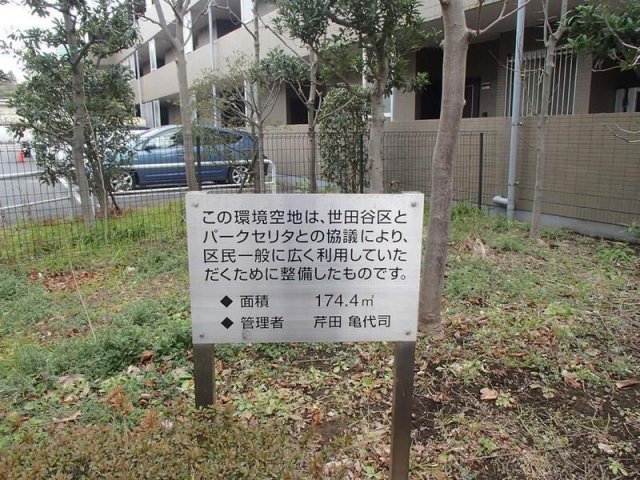 この環境空地は、世田谷区と
パークセリタとの協議により、
区民一般に広く利用していた
だくために整備したものです。
◆ 面積 174.4㎡
◆ 管理者 芹田 亀代司